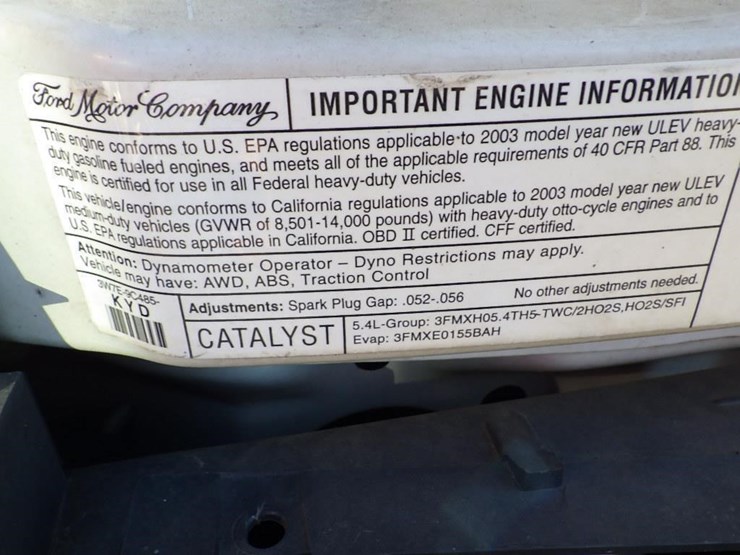 Ford Motor Company
IMPORTANT ENGINE INFORMATION
This engine conforms to U.S. EPA regulations applicable to 2003 model year new ULEV heavy-
duty gasoline fueled engines, and meets all of the applicable requirements of 40 CFR Part 88. This
engine is certified for use in all Federal heavy-duty vehicles.
This vehicle/engine conforms to California regulations applicable to 2003 model year new ULEV
medium-duty vehicles (GVWR of 8,501-14,000 pounds) with heavy-duty otto-cycle engines and to
U.S. EPA regulations applicable in California. OBD II certified. CFF certified.
Attention: Dynamometer Operator – Dyno Restrictions may apply.
Vehicle may have: AWD, ABS, Traction Control
3W7E-9C485-
KYD
Adjustments: Spark Plug Gap: .052-.056 No other adjustments needed.
CATALYST
5.4L-Group: 3FMXH05.4TH5-TWC/2HO2S,HO2S/SFI
Evap: 3FMXE0155BAH